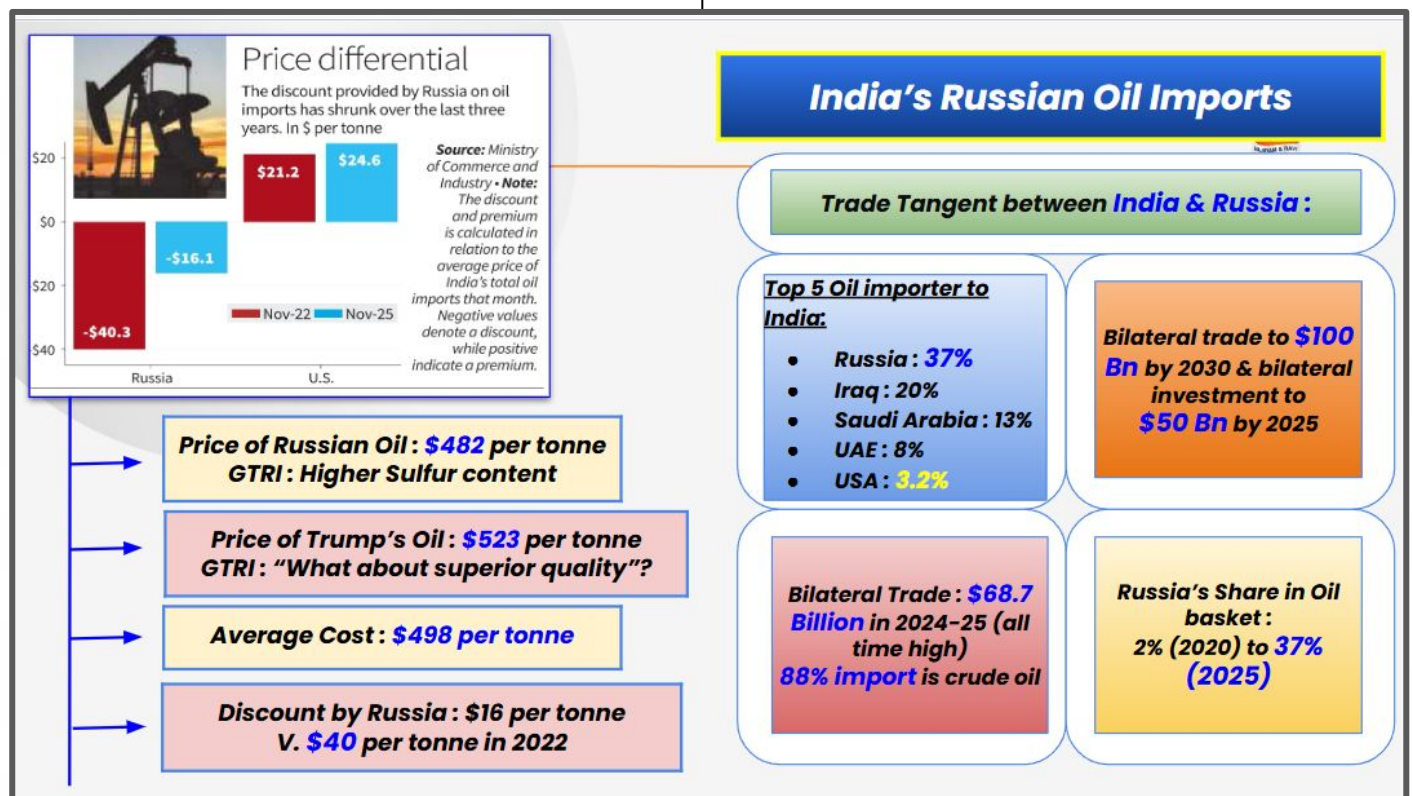 Price differential
The discount provided by Russia on oil
imports has shrunk over the last three
years. In $ per tonne
$20
$0
$20
$40
$21.2
$24.6
-$16.1
-$40.3
Nov-22
Nov-25
Russia
U.S.
Source: Ministry
of Commerce and
Industry • Note:
The discount
and premium
is calculated in
relation to the
average price of
India's total oil
imports that month.
Negative values
denote a discount,
while positive
indicate a premium.
Price of Russian Oil : $482 per tonne
GTRI : Higher Sulfur content
Price of Trump's Oil : $523 per tonne
GTRI : "What about superior quality"?
Average Cost : $498 per tonne
Discount by Russia : $16 per tonne
V. $40 per tonne in 2022
India's Russian Oil Imports
Trade Tangent between India & Russia :
Top 5 Oil importer to
India:
● Russia : 37%
● Iraq : 20%
● Saudi Arabia : 13%
● UAE : 8%
● USA : 3.2%
Bilateral trade to $100
Bn by 2030 & bilateral
investment to
$50 Bn by 2025
Bilateral Trade : $68.7
Billion in 2024-25 (all
time high)
88% import is crude oil
Russia's Share in Oil
basket :
2% (2020) to 37%
(2025)